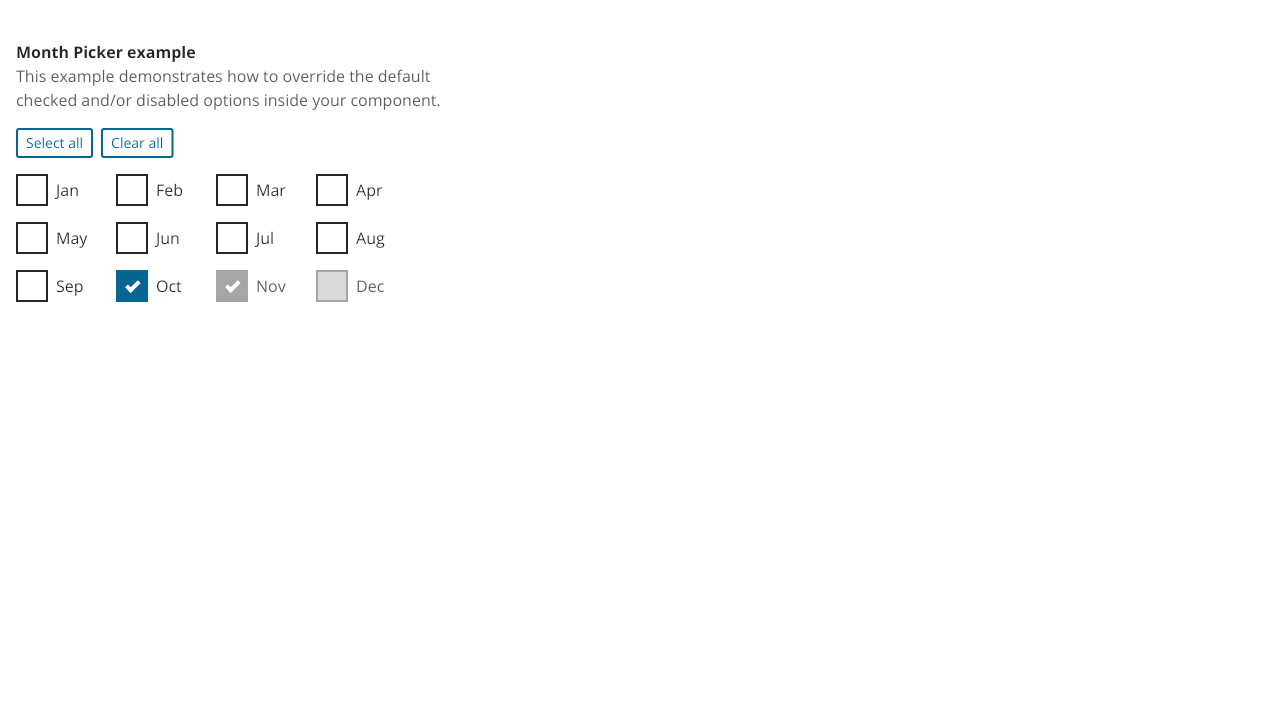 Month Picker example
This example demonstrates how to override the default
checked and/or disabled options inside your component.
Select all Clear all
Jan Feb Mar Apr
May Jun Jul Aug
Sep Oct Nov Dec